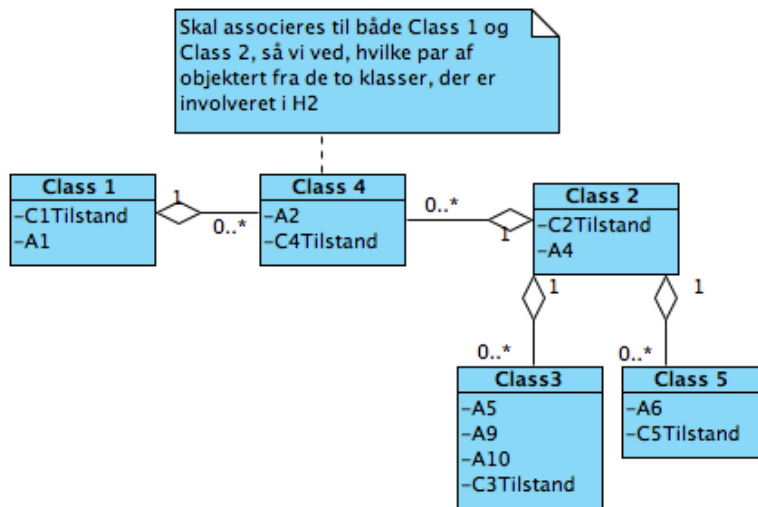 Skal associeres til både Class 1 og
Class 2, så vi ved, hvilke par af
objektert fra de to klasser, der er
involveret i H2
Class 1
-C1Tilstand
-A1
1
0..*
Class 4
-A2
-C4Tilstand
0..*
1
Class 2
-C2Tilstand
-A4
1
1
0..*
0..*
Class3
-A5
-A9
-A10
-C3Tilstand
Class 5
-A6
-C5Tilstand